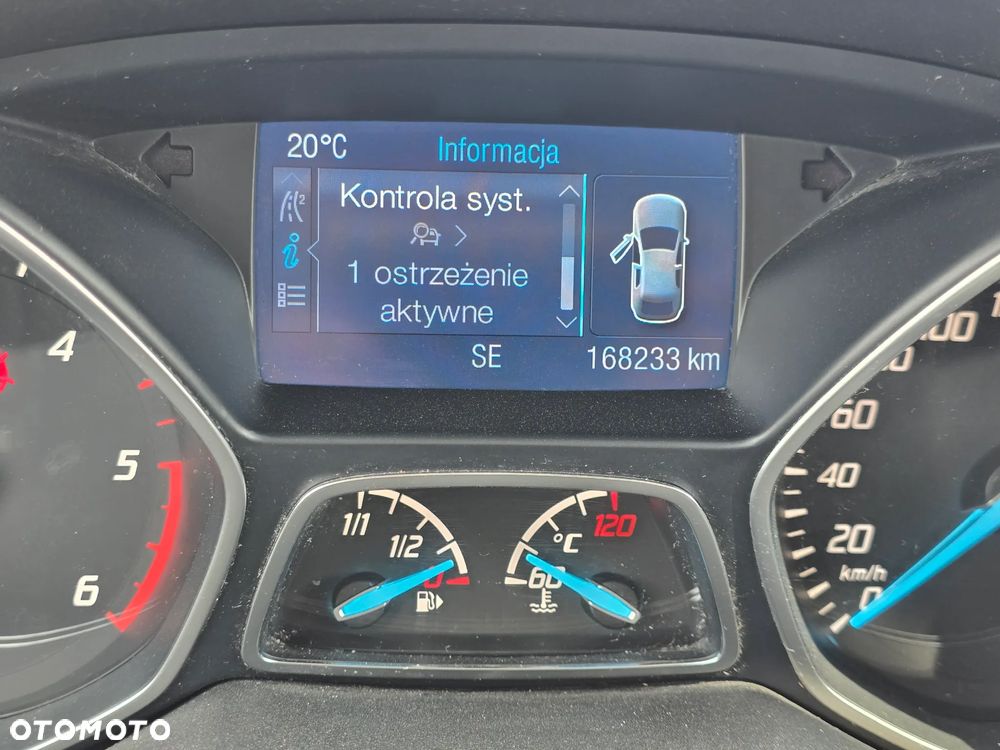 20°C
Informacja
Kontrola syst.
2
1 ostrzeżenie
aktywne
SE
168233 km
4
5
6
1/1
1/2
0
°C
120
60
100
60
40
20
km/h
0
OTOMOTO